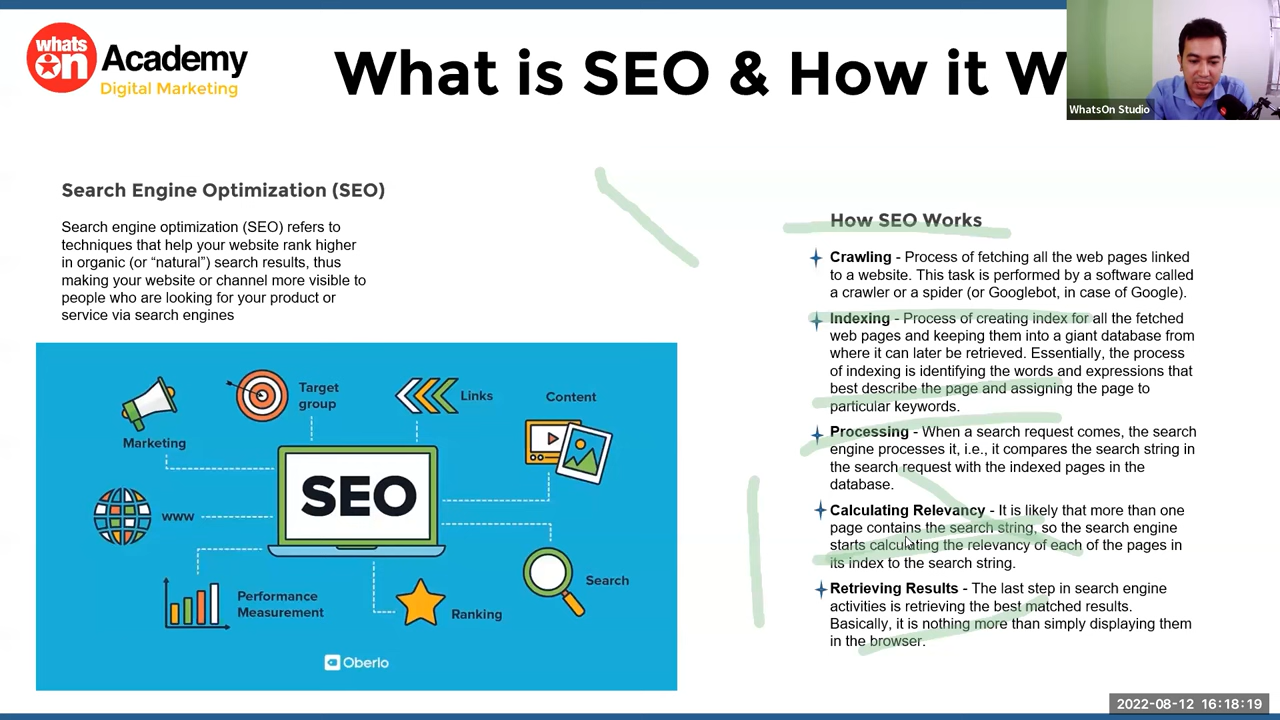 whats
on
Academy
Digital Marketing
What is SEO & How it W
WhatsOn Studio
Search Engine Optimization (SEO)
Search engine optimization (SEO) refers to
techniques that help your website rank higher
in organic (or “natural”) search results, thus
making your website or channel more visible to
people who are looking for your product or
service via search engines
Marketing
Target
group
Links
Content
SEO
www
Performance
Measurement
Ranking
Search
Oberlo
How SEO Works
Crawling - Process of fetching all the web pages linked
to a website. This task is performed by a software called
a crawler or a spider (or Googlebot, in case of Google).
Indexing - Process of creating index for all the fetched
web pages and keeping them into a giant database from
where it can later be retrieved. Essentially, the process
of indexing is identifying the words and expressions that
best describe the page and assigning the page to
particular keywords.
Processing - When a search request comes, the search
engine processes it, i.e., it compares the search string in
the search request with the indexed pages in the
database.
Calculating Relevancy - It is likely that more than one
page contains the search string, so the search engine
starts calculating the relevancy of each of the pages in
its index to the search string.
Retrieving Results - The last step in search engine
activities is retrieving the best matched results.
Basically, it is nothing more than simply displaying them
in the browser.
2022-08-12 16:18:19